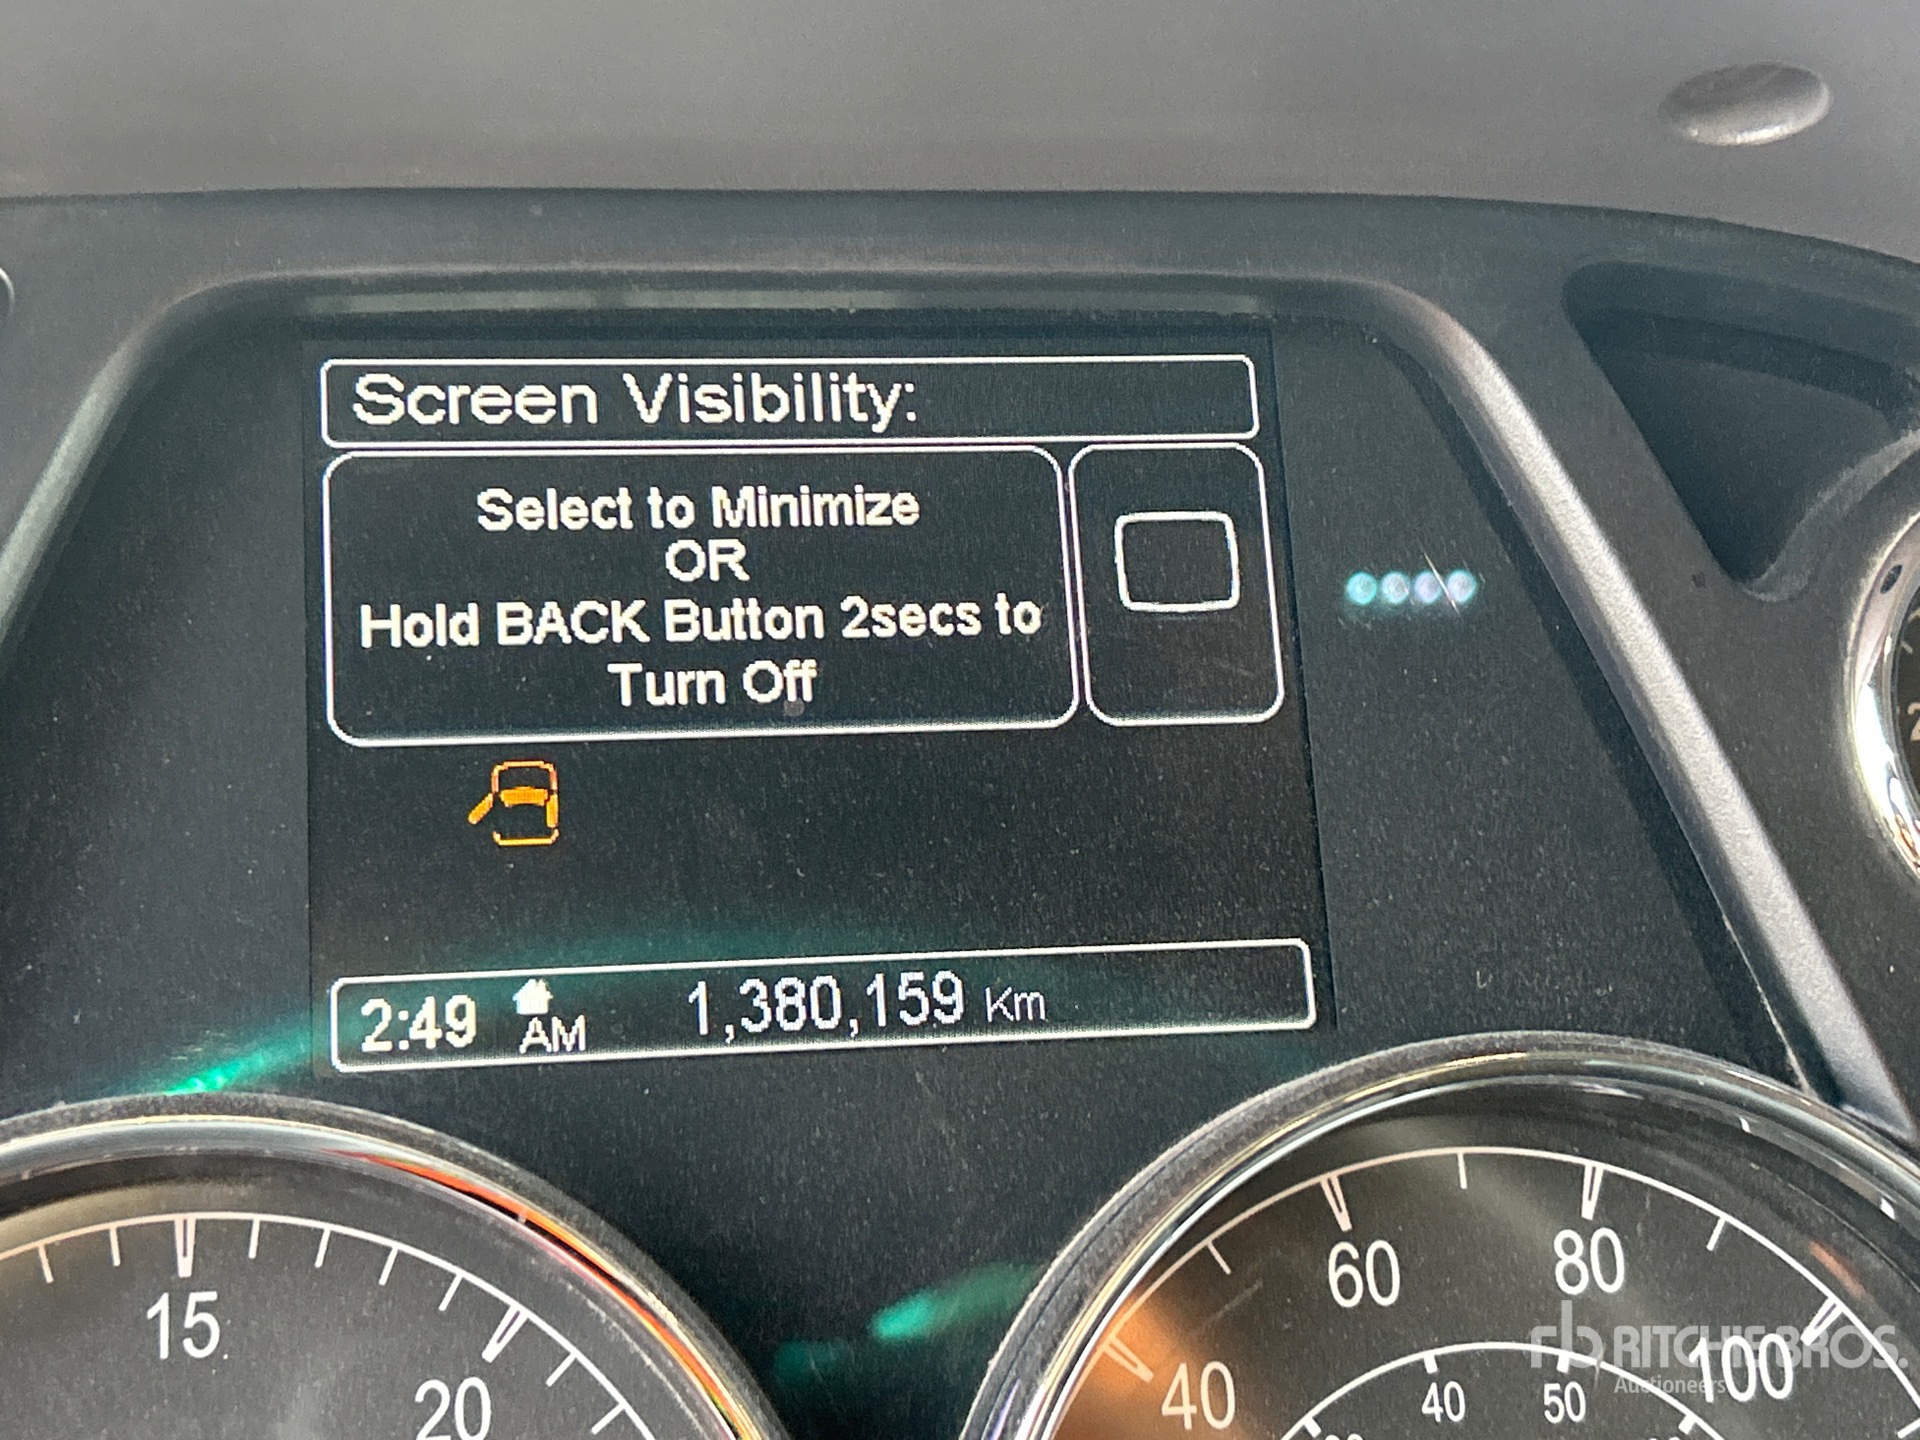 Screen Visibility:
Select to Minimize
OR
Hold BACK Button 2secs to
Turn Off
2:49 AM 1,380,159 Km
15
20
40
60
80
100
40
50
rb RITCHIE BROS.
Auctioneers